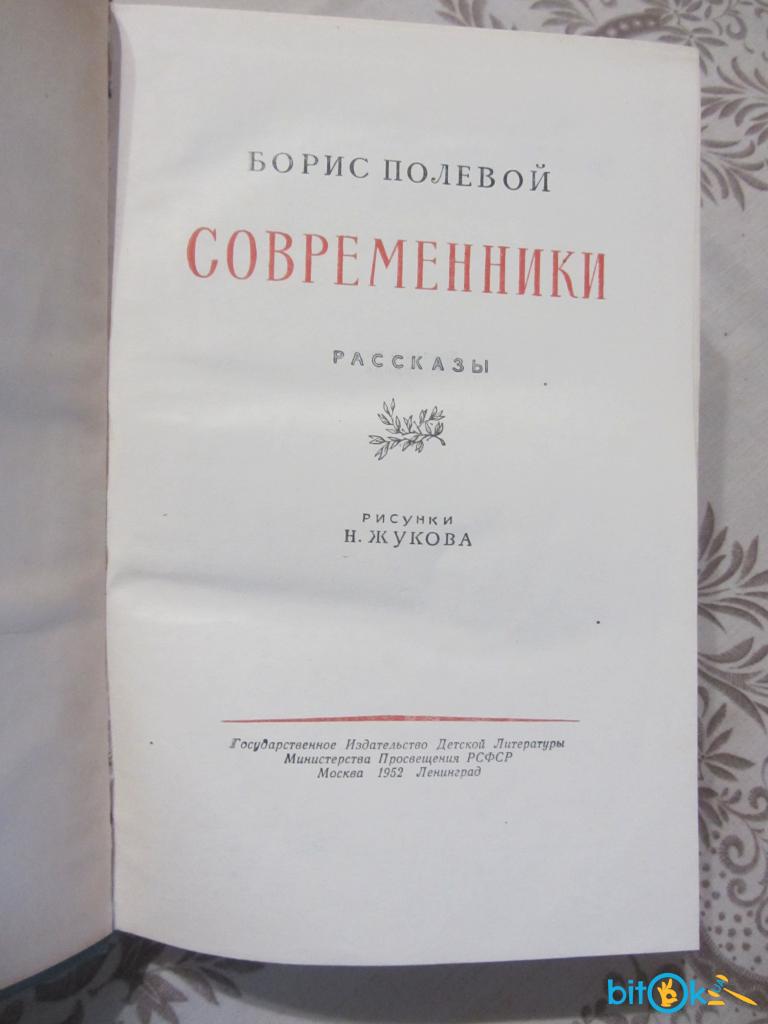 БОРИС ПОЛЕВОЙ
СОВРЕМЕННИКИ
РАССКАЗЫ
РИСУНКИ
Н. ЖУКОВА
Государственное Издательство Детской Литературы
Министерства Просвещения РСФСР
Москва 1952 Ленинград
bitOk